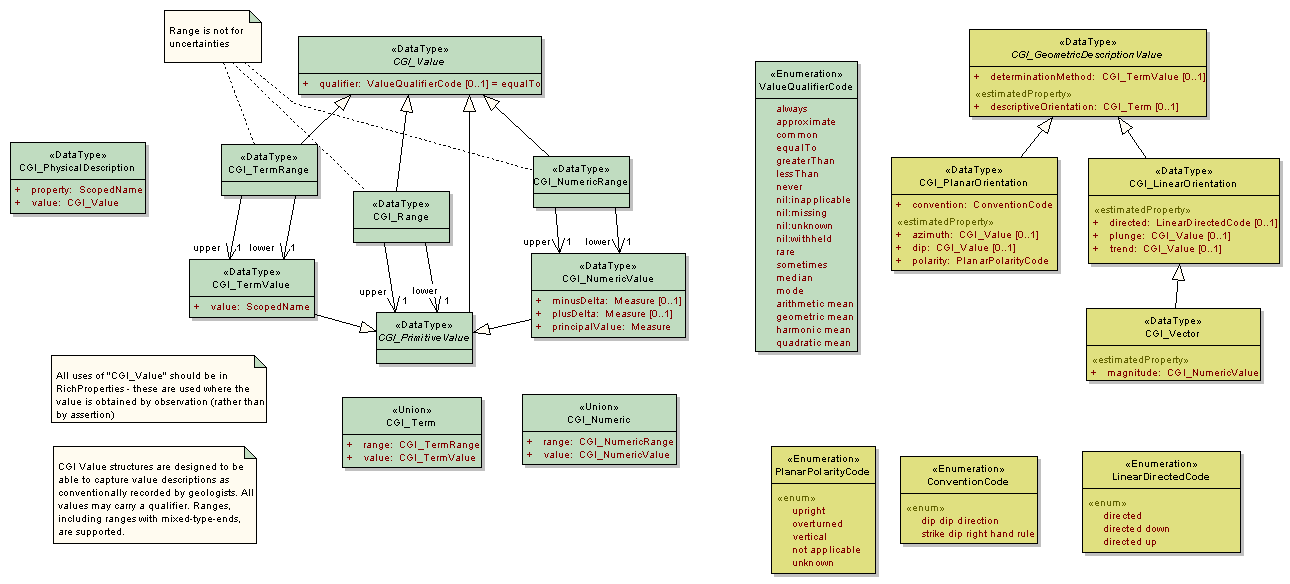 Range is not for
uncertainties
«DataType»
CGI_Value
+ qualifier: ValueQualifierCode [0..1] = equalTo
«DataType»
CGI_PhysicalDescription
+ property: ScopedName
+ value: CGI_Value
«DataType»
CGI_TermRange
«DataType»
CGI_Range
«DataType»
CGI_NumericRange
upper
1
lower
1
upper
1
lower
1
upper
1
lower
1
«DataType»
CGI_TermValue
+ value: ScopedName
«DataType»
CGI_PrimitiveValue
«DataType»
CGI_NumericValue
+ minusDelta: Measure [0..1]
+ plusDelta: Measure [0..1]
+ principalValue: Measure
All uses of "CGI_Value" should be in
RichProperties - these are used where the
value is obtained by observation (rather than
by assertion)
«Union»
CGI_Term
+ range: CGI_TermRange
+ value: CGI_TermValue
«Union»
CGI_Numeric
+ range: CGI_NumericRange
+ value: CGI_NumericValue
CGI Value structures are designed to be
able to capture value descriptions as
conventionally recorded by geologists. All
values may carry a qualifier. Ranges,
including ranges with mixed-type-ends,
are supported.
«Enumeration»
ValueQualifierCode
always
approximate
common
equalTo
greaterThan
lessThan
never
nil:inapplicable
nil:missing
nil:unknown
nil:withheld
rare
sometimes
median
mode
arithmetic mean
geometric mean
harmonic mean
quadratic mean
«DataType»
CGI_GeometricDescriptionValue
+ determinationMethod: CGI_TermValue [0..1]
«estimatedProperty»
+ descriptiveOrientation: CGI_Term [0..1]
«DataType»
CGI_PlanarOrientation
+ convention: ConventionCode
«estimatedProperty»
+ azimuth: CGI_Value [0..1]
+ dip: CGI_Value [0..1]
+ polarity: PlanarPolarityCode
«DataType»
CGI_LinearOrientation
«estimatedProperty»
+ directed: LinearDirectedCode [0..1]
+ plunge: CGI_Value [0..1]
+ trend: CGI_Value [0..1]
«DataType»
CGI_Vector
«estimatedProperty»
+ magnitude: CGI_NumericValue
«Enumeration»
PlanarPolarityCode
«enum»
upright
overturned
vertical
not applicable
unknown
«Enumeration»
ConventionCode
«enum»
dip dip direction
strike dip right hand rule
«Enumeration»
LinearDirectedCode
«enum»
directed
directed down
directed up